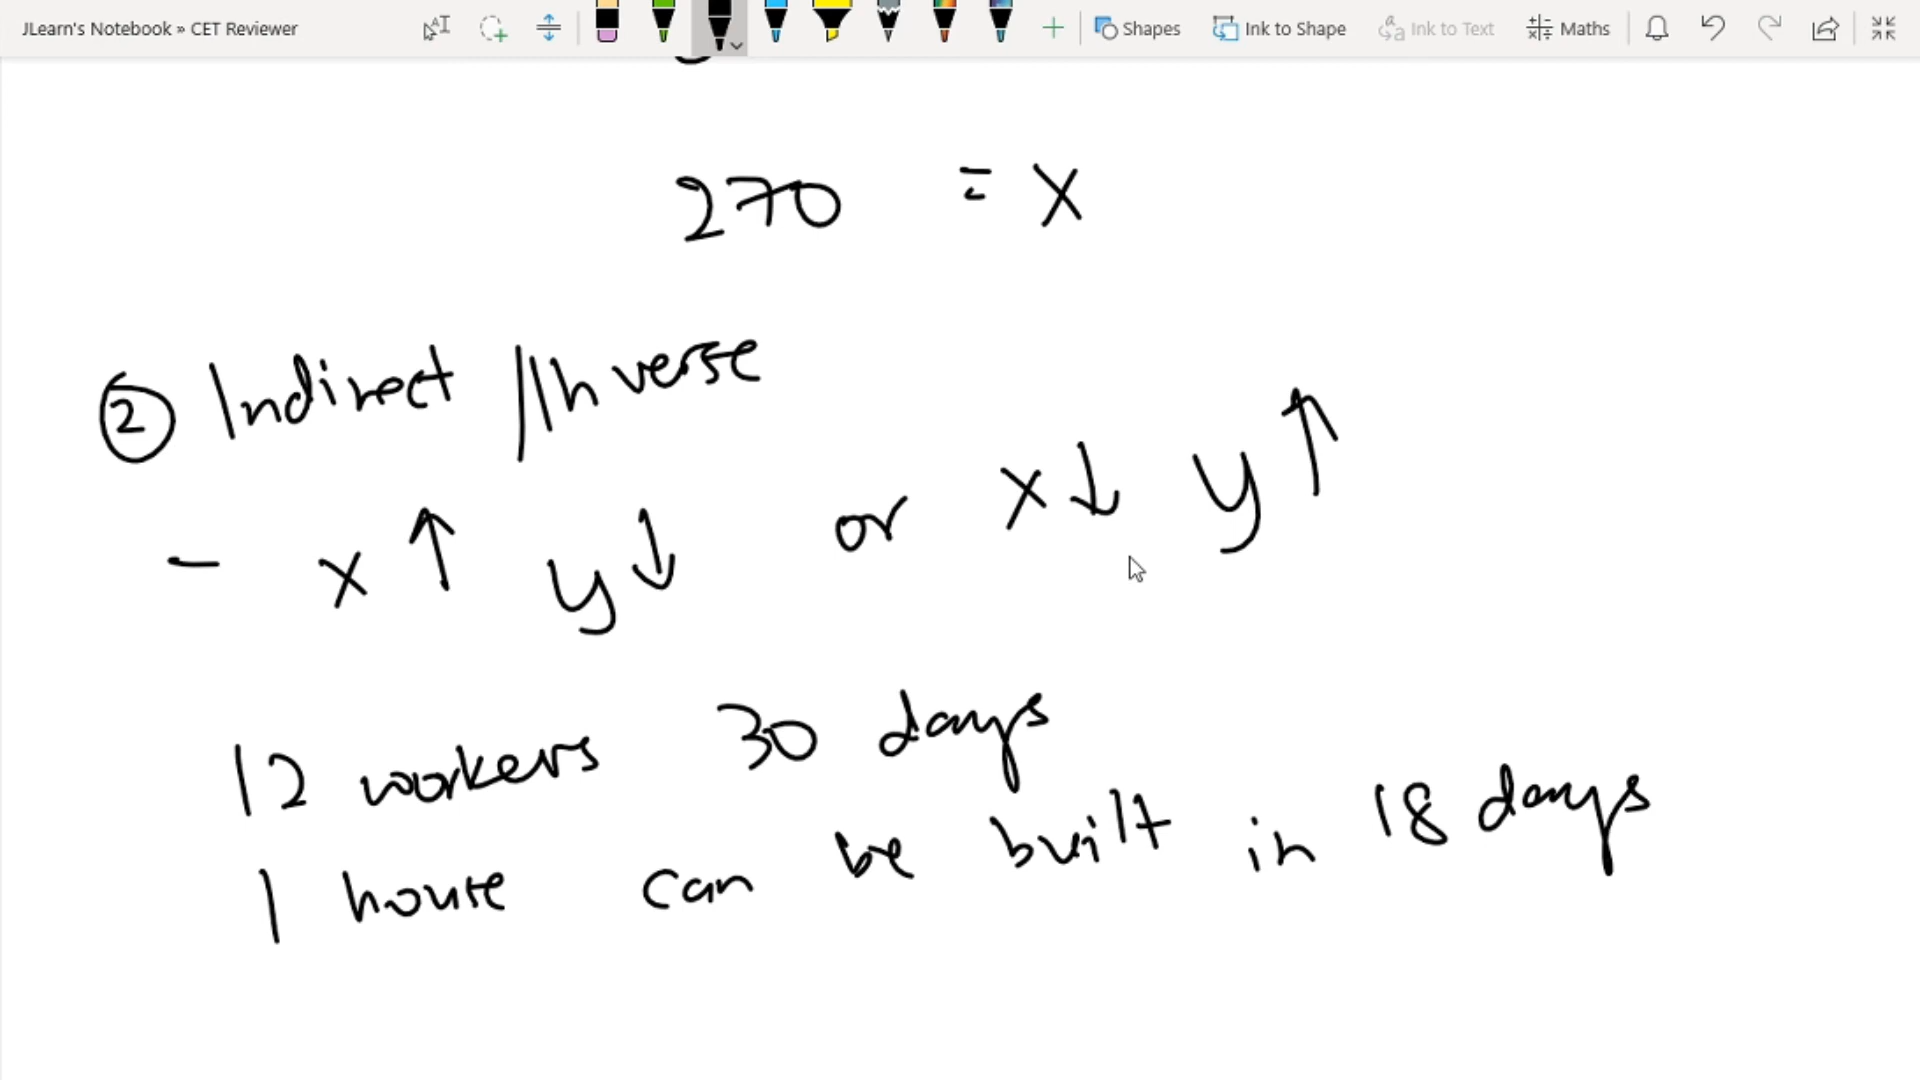 JLearn's Notebook » CET Reviewer
Shapes
Ink to Shape
Ink to Text
Maths
270 = x
② Indirect / Inverse
- x ↑ y ↓ or x ↓ y ↑
12 workers 30 days
1 house can be built in 18 days